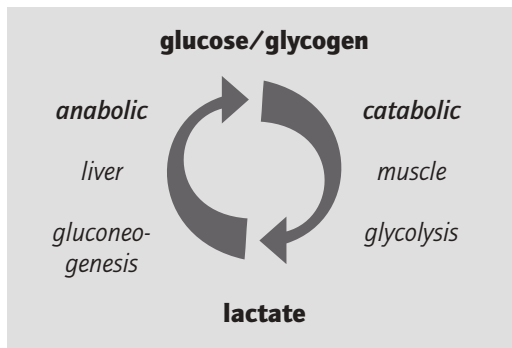 glucose/glycogen
anabolic
catabolic
liver
muscle
gluconeo-
genesis
glycolysis
lactate